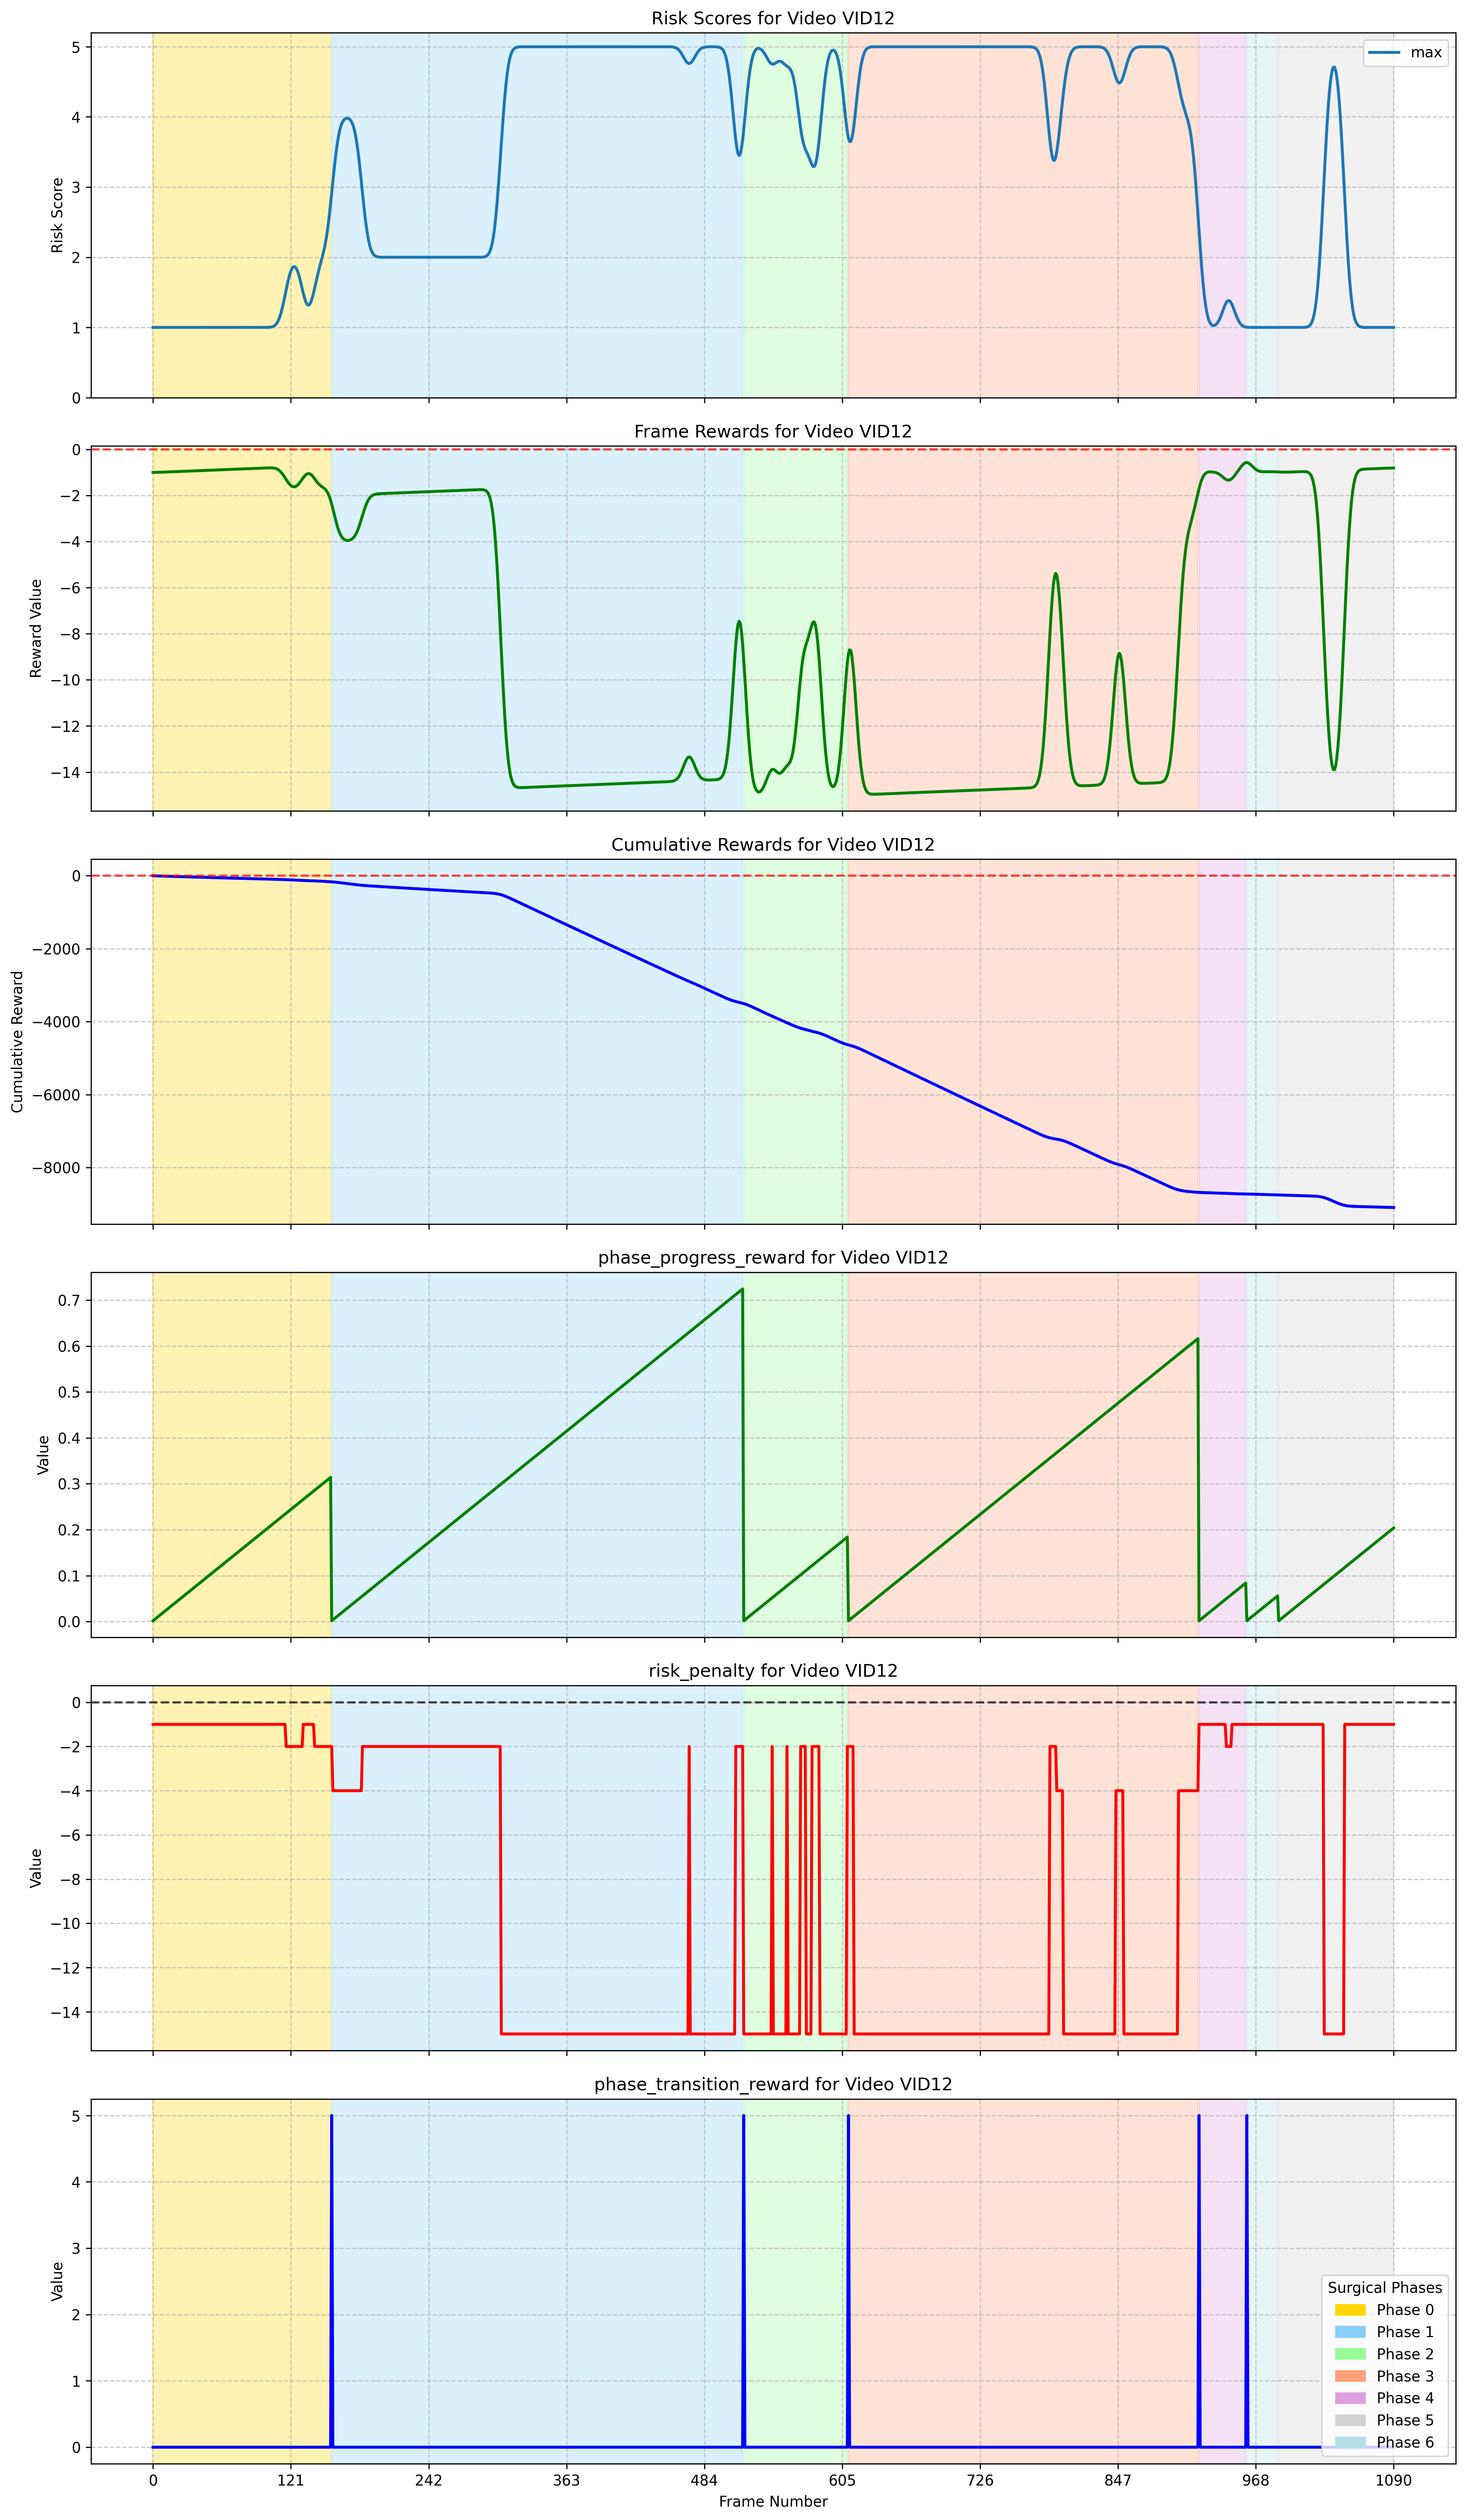 Risk Scores for Video VID12
5
4
3
2
1
0
Risk Score
max
Frame Rewards for Video VID12
0
−2
−4
−6
−8
−10
−12
−14
Reward Value
Cumulative Rewards for Video VID12
0
−2000
−4000
−6000
−8000
Cumulative Reward
phase_progress_reward for Video VID12
0.7
0.6
0.5
0.4
0.3
0.2
0.1
0.0
Value
risk_penalty for Video VID12
0
−2
−4
−6
−8
−10
−12
−14
Value
phase_transition_reward for Video VID12
5
4
3
2
1
0
Value
Surgical Phases
Phase 0
Phase 1
Phase 2
Phase 3
Phase 4
Phase 5
Phase 6
0 121 242 363 484 605 726 847 968 1090
Frame Number